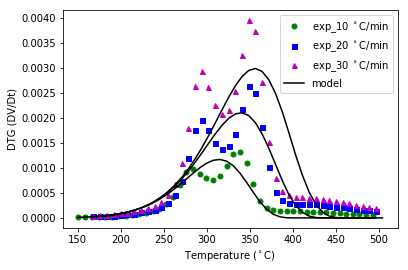 exp_10 °C/min
exp_20 °C/min
exp_30 °C/min
model
DTG (DV/Dt)
0.0040
0.0035
0.0030
0.0025
0.0020
0.0015
0.0010
0.0005
0.0000
150 200 250 300 350 400 450 500
Temperature (°C)